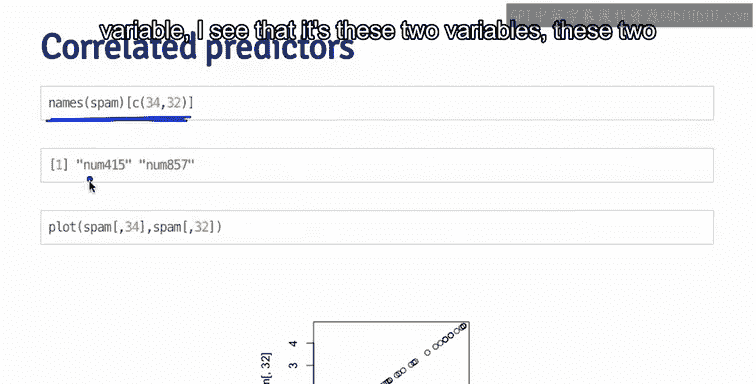 variable, I see that it's these two variables, these two
Correlated predictors
names(spam)[c(34,32)]
[1] "num415" "num857"
plot(spam[,34],spam[,32])
4
3
m[, 32]